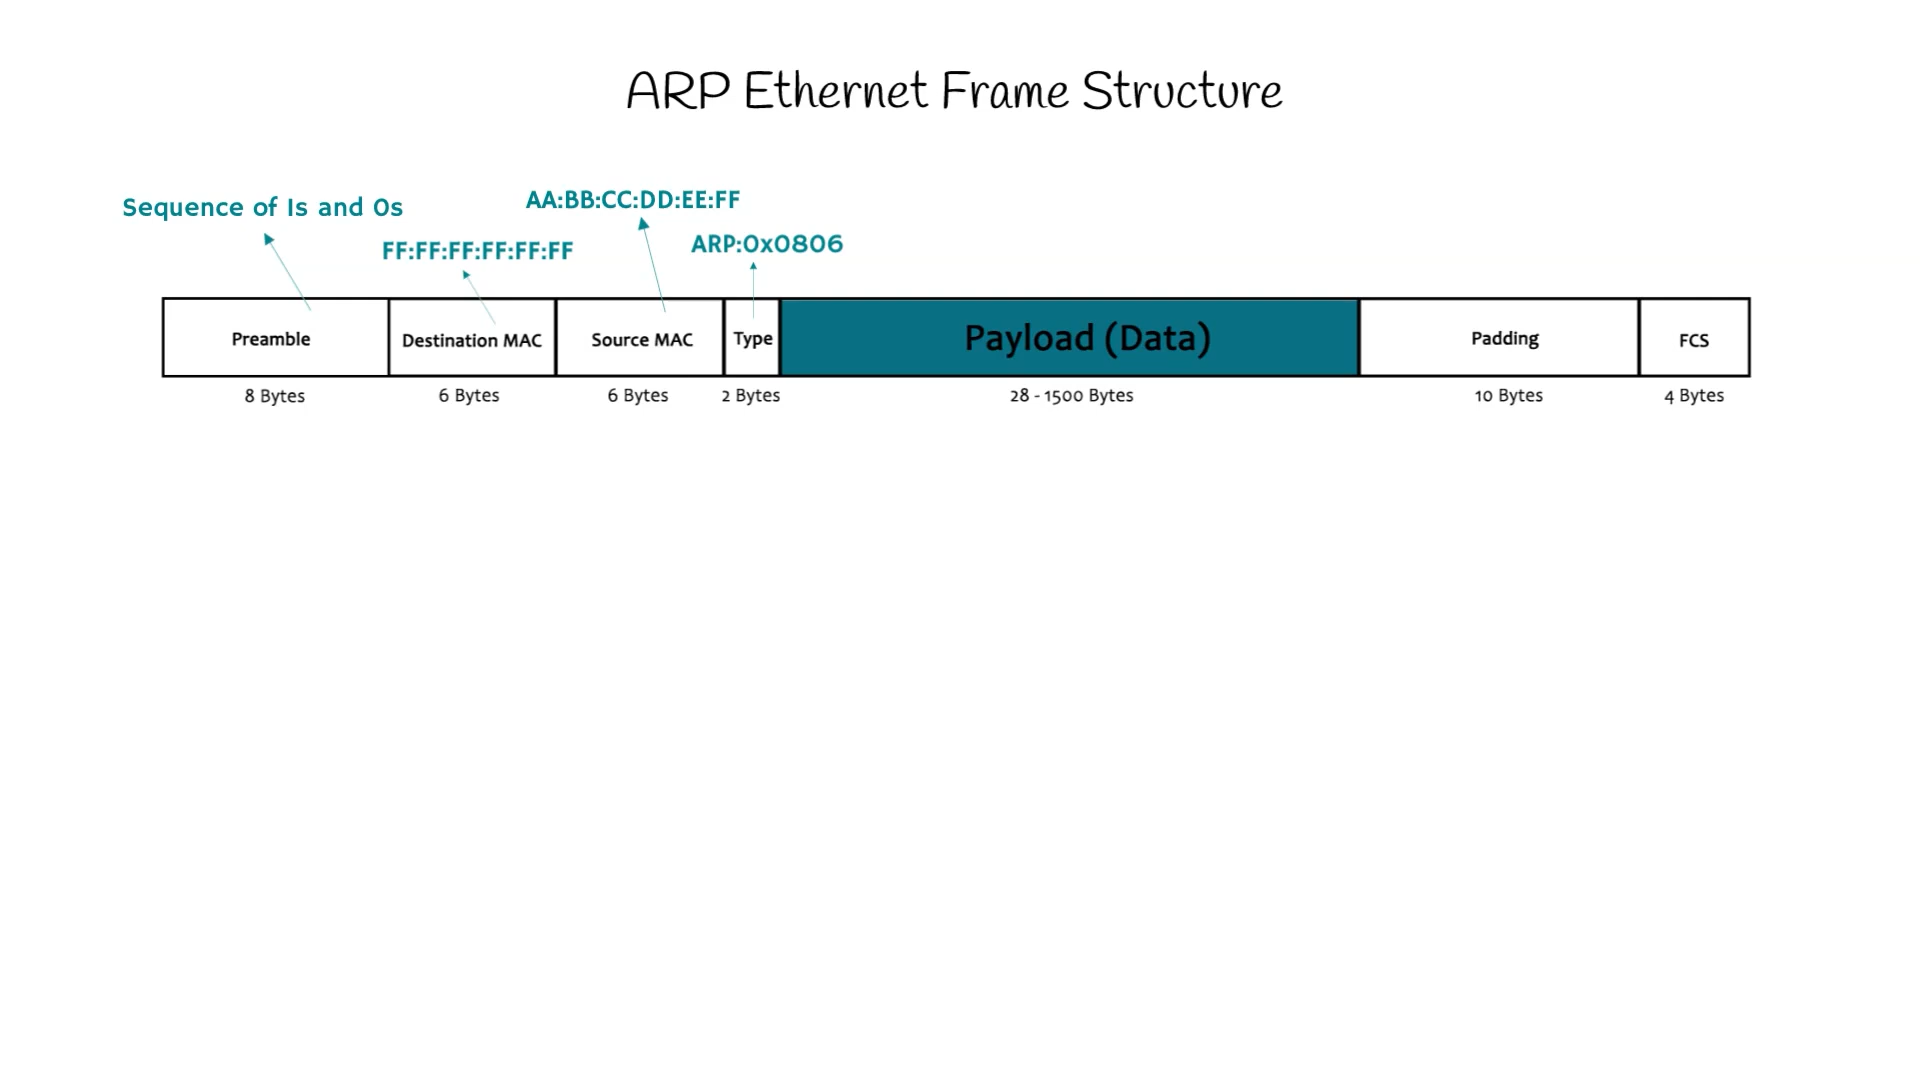 ARP Ethernet Frame Structure
Sequence of 1s and 0s
AA:BB:CC:DD:EE:FF
FF:FF:FF:FF:FF:FF
ARP:0x0806
Preamble
Destination MAC
Source MAC
Type
Payload (Data)
Padding
FCS
8 Bytes
6 Bytes
6 Bytes
2 Bytes
28 - 1500 Bytes
10 Bytes
4 Bytes